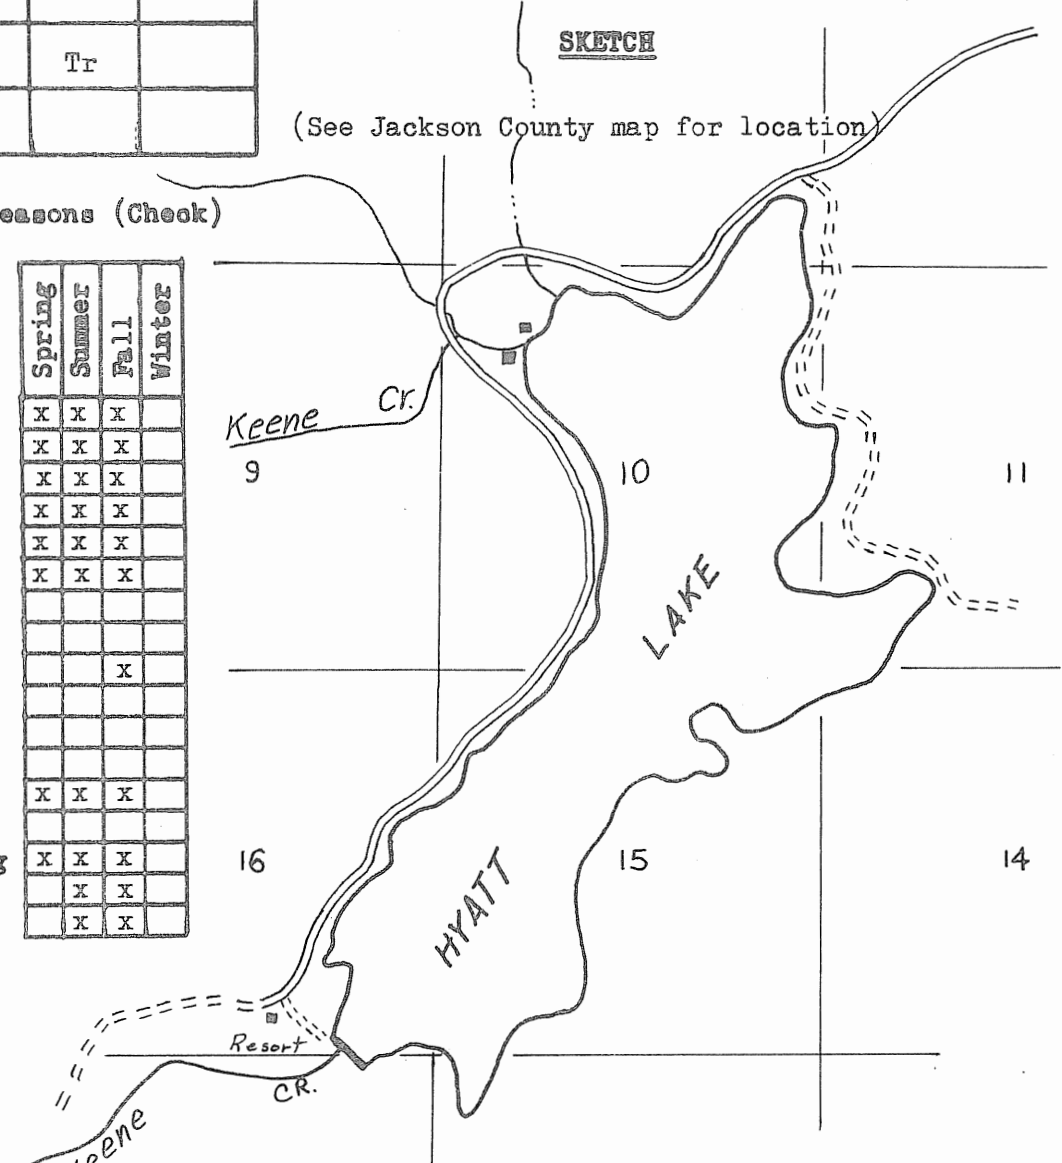 SKETCH
Tr
(See Jackson County map for location)
easons (Check)
Spring Summer Fall Winter
x x x
x x x
x x x
x x x
x x x
x x x
x
x x x
x x x
x x
x x
g
Keene Cr.
9 10 11
LAKE
16 15 14
HYATT
Resort
CR.
eene